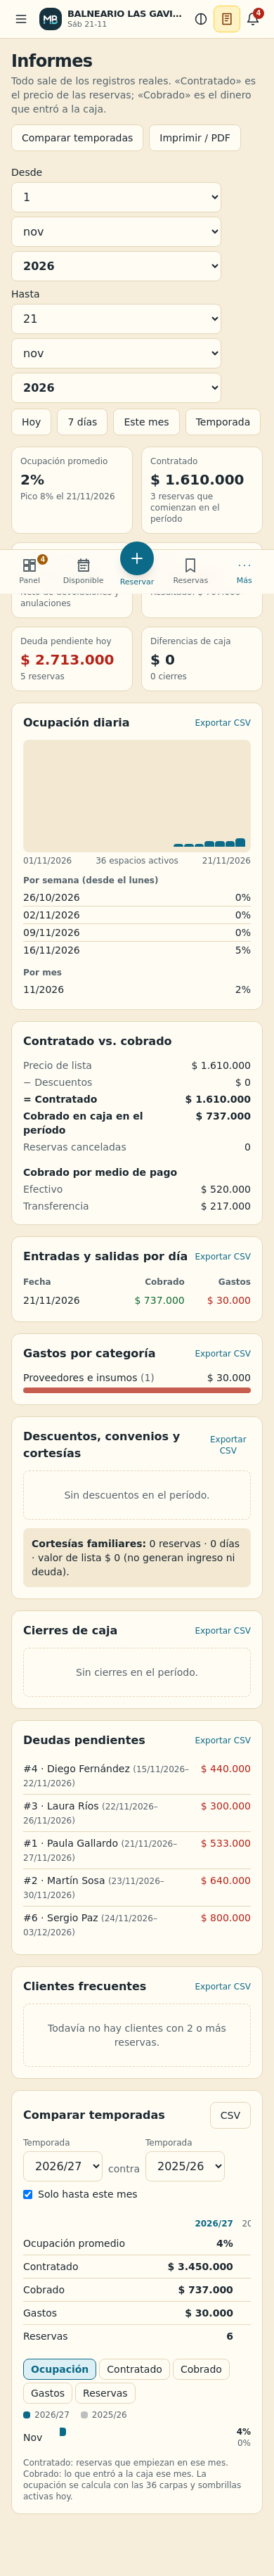 MB
BALNEARIO LAS GAVI...
Sáb 21-11
4
Informes
Todo sale de los registros reales. «Contratado» es
el precio de las reservas; «Cobrado» es el dinero
que entró a la caja.
Comparar temporadas
Imprimir / PDF
Desde
1
nov
2026
Hasta
21
nov
2026
Hoy
7 días
Este mes
Temporada
Ocupación promedio
2%
Pico 8% el 21/11/2026
Contratado
$ 1.610.000
3 reservas que
comienzan en el
período
4
Panel
Disponible
Reservar
Reservas
Más
anulaciones
Deuda pendiente hoy
$ 2.713.000
5 reservas
Diferencias de caja
$ 0
0 cierres
Ocupación diaria
Exportar CSV
01/11/2026
36 espacios activos
21/11/2026
Por semana (desde el lunes)
26/10/2026 0%
02/11/2026 0%
09/11/2026 0%
16/11/2026 5%
Por mes
11/2026 2%
Contratado vs. cobrado
Precio de lista $ 1.610.000
− Descuentos $ 0
= Contratado $ 1.610.000
Cobrado en caja en el $ 737.000
período
Reservas canceladas 0
Cobrado por medio de pago
Efectivo $ 520.000
Transferencia $ 217.000
Entradas y salidas por día
Exportar CSV
Fecha Cobrado Gastos
21/11/2026 $ 737.000 $ 30.000
Gastos por categoría
Exportar CSV
Proveedores e insumos (1) $ 30.000
Descuentos, convenios y
cortesías
Exportar
CSV
Sin descuentos en el período.
Cortesías familiares: 0 reservas · 0 días
· valor de lista $ 0 (no generan ingreso ni
deuda).
Cierres de caja
Exportar CSV
Sin cierres en el período.
Deudas pendientes
Exportar CSV
#4 · Diego Fernández (15/11/2026– $ 440.000
22/11/2026)
#3 · Laura Ríos (22/11/2026– $ 300.000
26/11/2026)
#1 · Paula Gallardo (21/11/2026– $ 533.000
27/11/2026)
#2 · Martín Sosa (23/11/2026– $ 640.000
30/11/2026)
#6 · Sergio Paz (24/11/2026– $ 800.000
03/12/2026)
Clientes frecuentes
Exportar CSV
Todavía no hay clientes con 2 o más
reservas.
Comparar temporadas
CSV
Temporada
2026/27
contra
Temporada
2025/26
Solo hasta este mes
2026/27
Ocupación promedio 4%
Contratado $ 3.450.000
Cobrado $ 737.000
Gastos $ 30.000
Reservas 6
Ocupación
Contratado
Cobrado
Gastos
Reservas
2026/27
2025/26
Nov
4%
0%
Contratado: reservas que empiezan en ese mes.
Cobrado: lo que entró a la caja ese mes. La
ocupación se calcula con las 36 carpas y sombrillas
activas hoy.